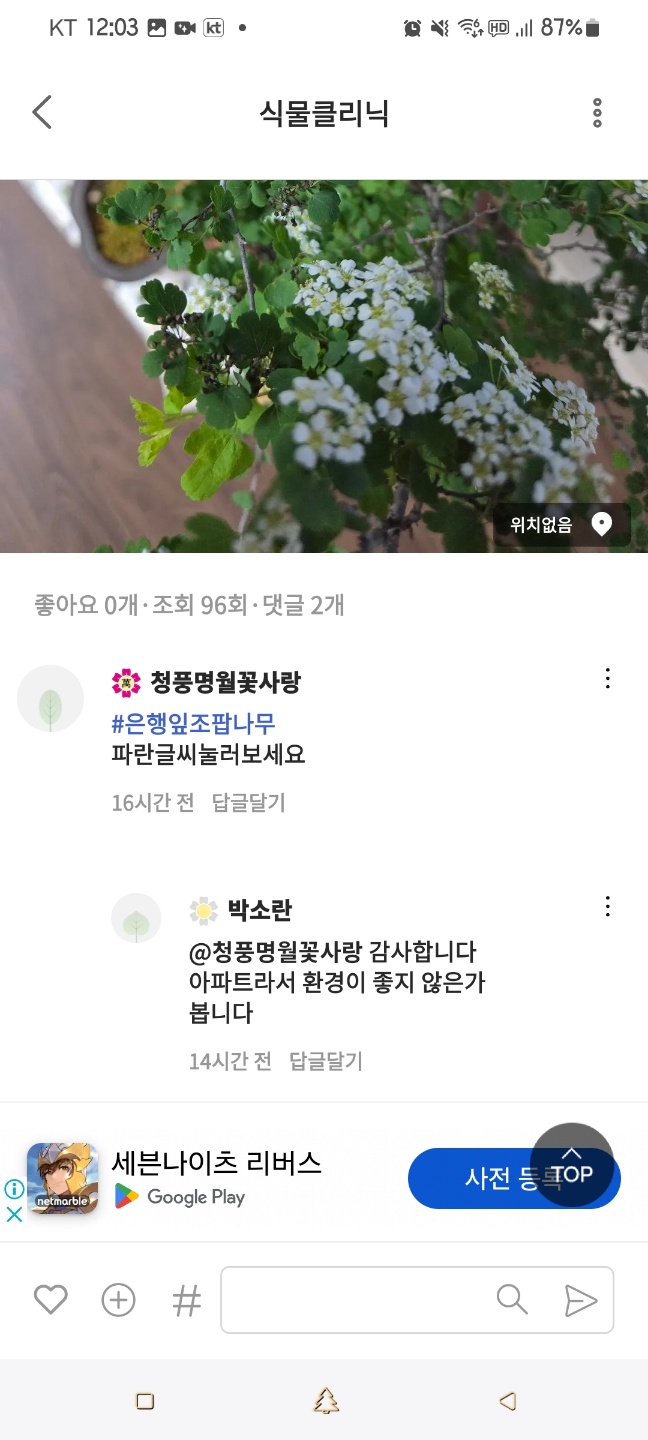 KT 12:03 kt HD 87%
식물클리닉
위치없음
좋아요 0개·조회 96회·댓글 2개
萬 청풍명월꽃사랑
#은행잎조팝나무
파란글씨눌러보세요
16시간 전 답글달기
박소란
@청풍명월꽃사랑 감사합니다
아파트라서 환경이 좋지 않은가
봅니다
14시간 전 답글달기
netmarble
세븐나이츠 리버스
Google Play
사전 등록
TOP